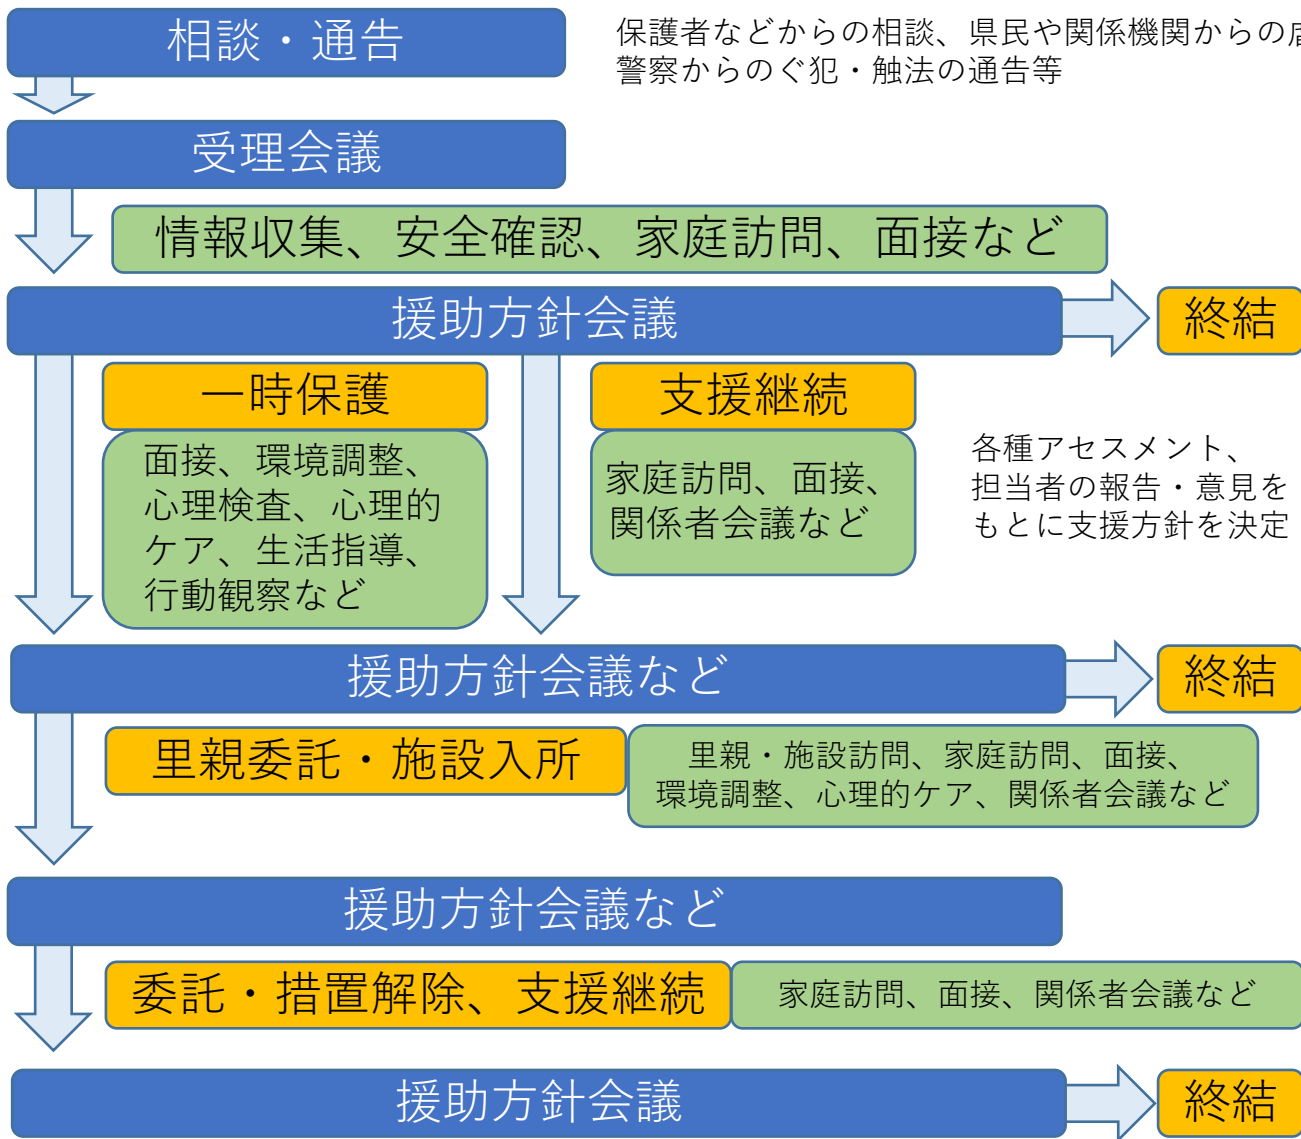 相談・通告
保護者などからの相談、県民や関係機関からの
警察からのぐ犯・触法の通告等
受理会議
情報収集、安全確認、家庭訪問、面接など
援助方針会議
終結
一時保護
面接、環境調整、
心理検査、心理的
ケア、生活指導、
行動観察など
支援継続
家庭訪問、面接、
関係者会議など
各種アセスメント、
担当者の報告・意見を
もとに支援方針を決定
援助方針会議など
終結
里親委託・施設入所
里親・施設訪問、家庭訪問、面接、
環境調整、心理的ケア、関係者会議など
援助方針会議など
委託・措置解除、支援継続
家庭訪問、面接、関係者会議など
援助方針会議
終結